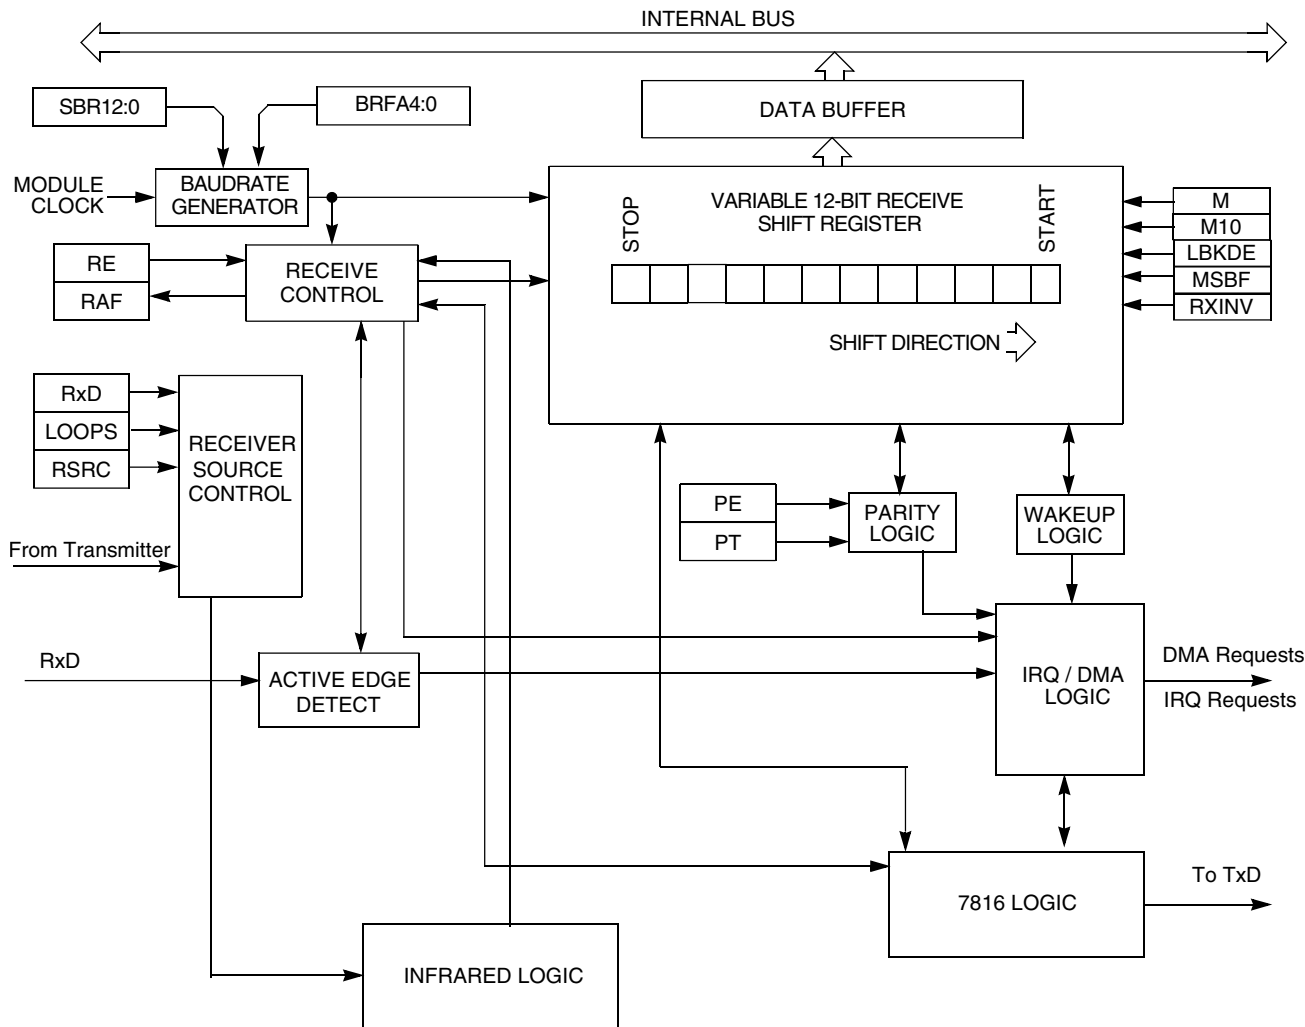 INTERNAL BUS
SBR12:0
BRFA4:0
DATA BUFFER
MODULE
CLOCK
BAUDRATE
GENERATOR
VARIABLE 12-BIT RECEIVE
SHIFT REGISTER
STOP
START
M
M10
LBKDE
MSBF
RXINV
RE
RAF
RECEIVE
CONTROL
SHIFT DIRECTION
RxD
LOOPS
RSRC
RECEIVER
SOURCE
CONTROL
From Transmitter
PE
PT
PARITY
LOGIC
WAKEUP
LOGIC
RxD
ACTIVE EDGE
DETECT
IRQ / DMA
LOGIC
DMA Requests
IRQ Requests
7816 LOGIC
To TxD
INFRARED LOGIC